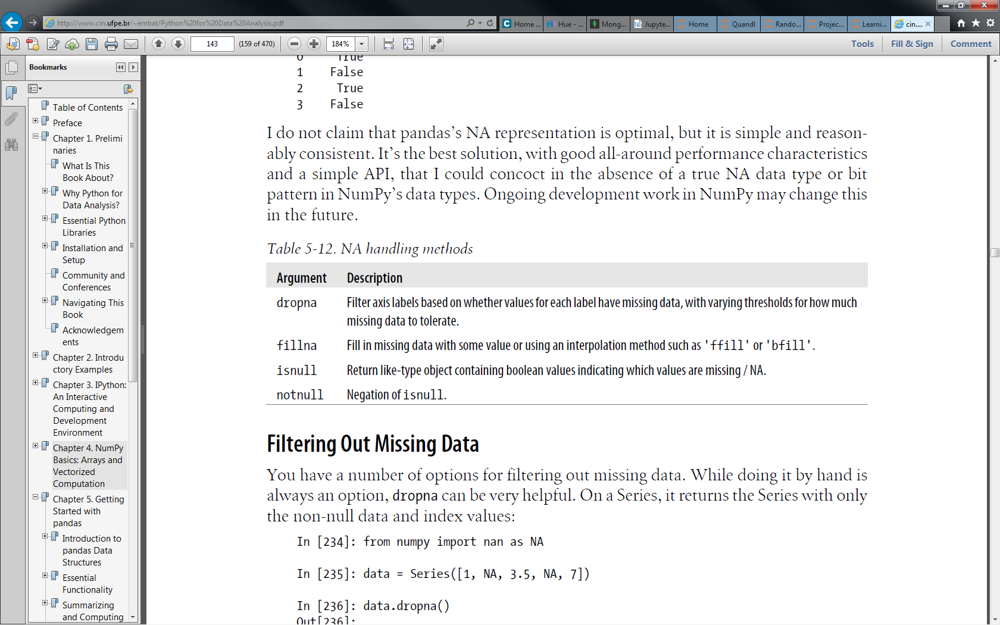 http://www.cin.ufpe.br/~embat/Python%20for%20Data%20Analysis.pdf
Home ...
Hue - ...
Mong...
Jupyte...
Home
Quandl
Rando...
Projec...
Learni...
cin....
143
(159 of 470)
184%
Tools
Fill & Sign
Comment
Bookmarks
Table of Contents
Preface
Chapter 1. Prelimi
naries
What Is This
Book About?
Why Python for
Data Analysis?
Essential Python
Libraries
Installation and
Setup
Community and
Conferences
Navigating This
Book
Acknowledgem
ents
Chapter 2. Introdu
ctory Examples
Chapter 3. IPython:
An Interactive
Computing and
Development
Environment
Chapter 4. NumPy
Basics: Arrays and
Vectorized
Computation
Chapter 5. Getting
Started with
pandas
Introduction to
pandas Data
Structures
Essential
Functionality
Summarizing
and Computing
0 True
1 False
2 True
3 False
I do not claim that pandas’s NA representation is optimal, but it is simple and reason-
ably consistent. It’s the best solution, with good all-around performance characteristics
and a simple API, that I could concoct in the absence of a true NA data type or bit
pattern in NumPy’s data types. Ongoing development work in NumPy may change this
in the future.
Table 5-12. NA handling methods
Argument Description
dropna Filter axis labels based on whether values for each label have missing data, with varying thresholds for how much
missing data to tolerate.
fillna Fill in missing data with some value or using an interpolation method such as 'ffill' or 'bfill'.
isnull Return like-type object containing boolean values indicating which values are missing / NA.
notnull Negation of isnull.
Filtering Out Missing Data
You have a number of options for filtering out missing data. While doing it by hand is
always an option, dropna can be very helpful. On a Series, it returns the Series with only
the non-null data and index values:
In [234]: from numpy import nan as NA
In [235]: data = Series([1, NA, 3.5, NA, 7])
In [236]: data.dropna()
Out[236]: